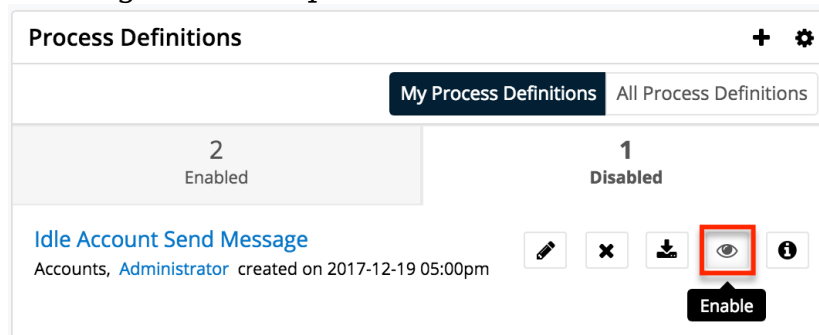 Process Definitions
My Process Definitions All Process Definitions
2 1
Enabled Disabled
Idle Account Send Message
Accounts, Administrator created on 2017-12-19 05:00pm
Enable